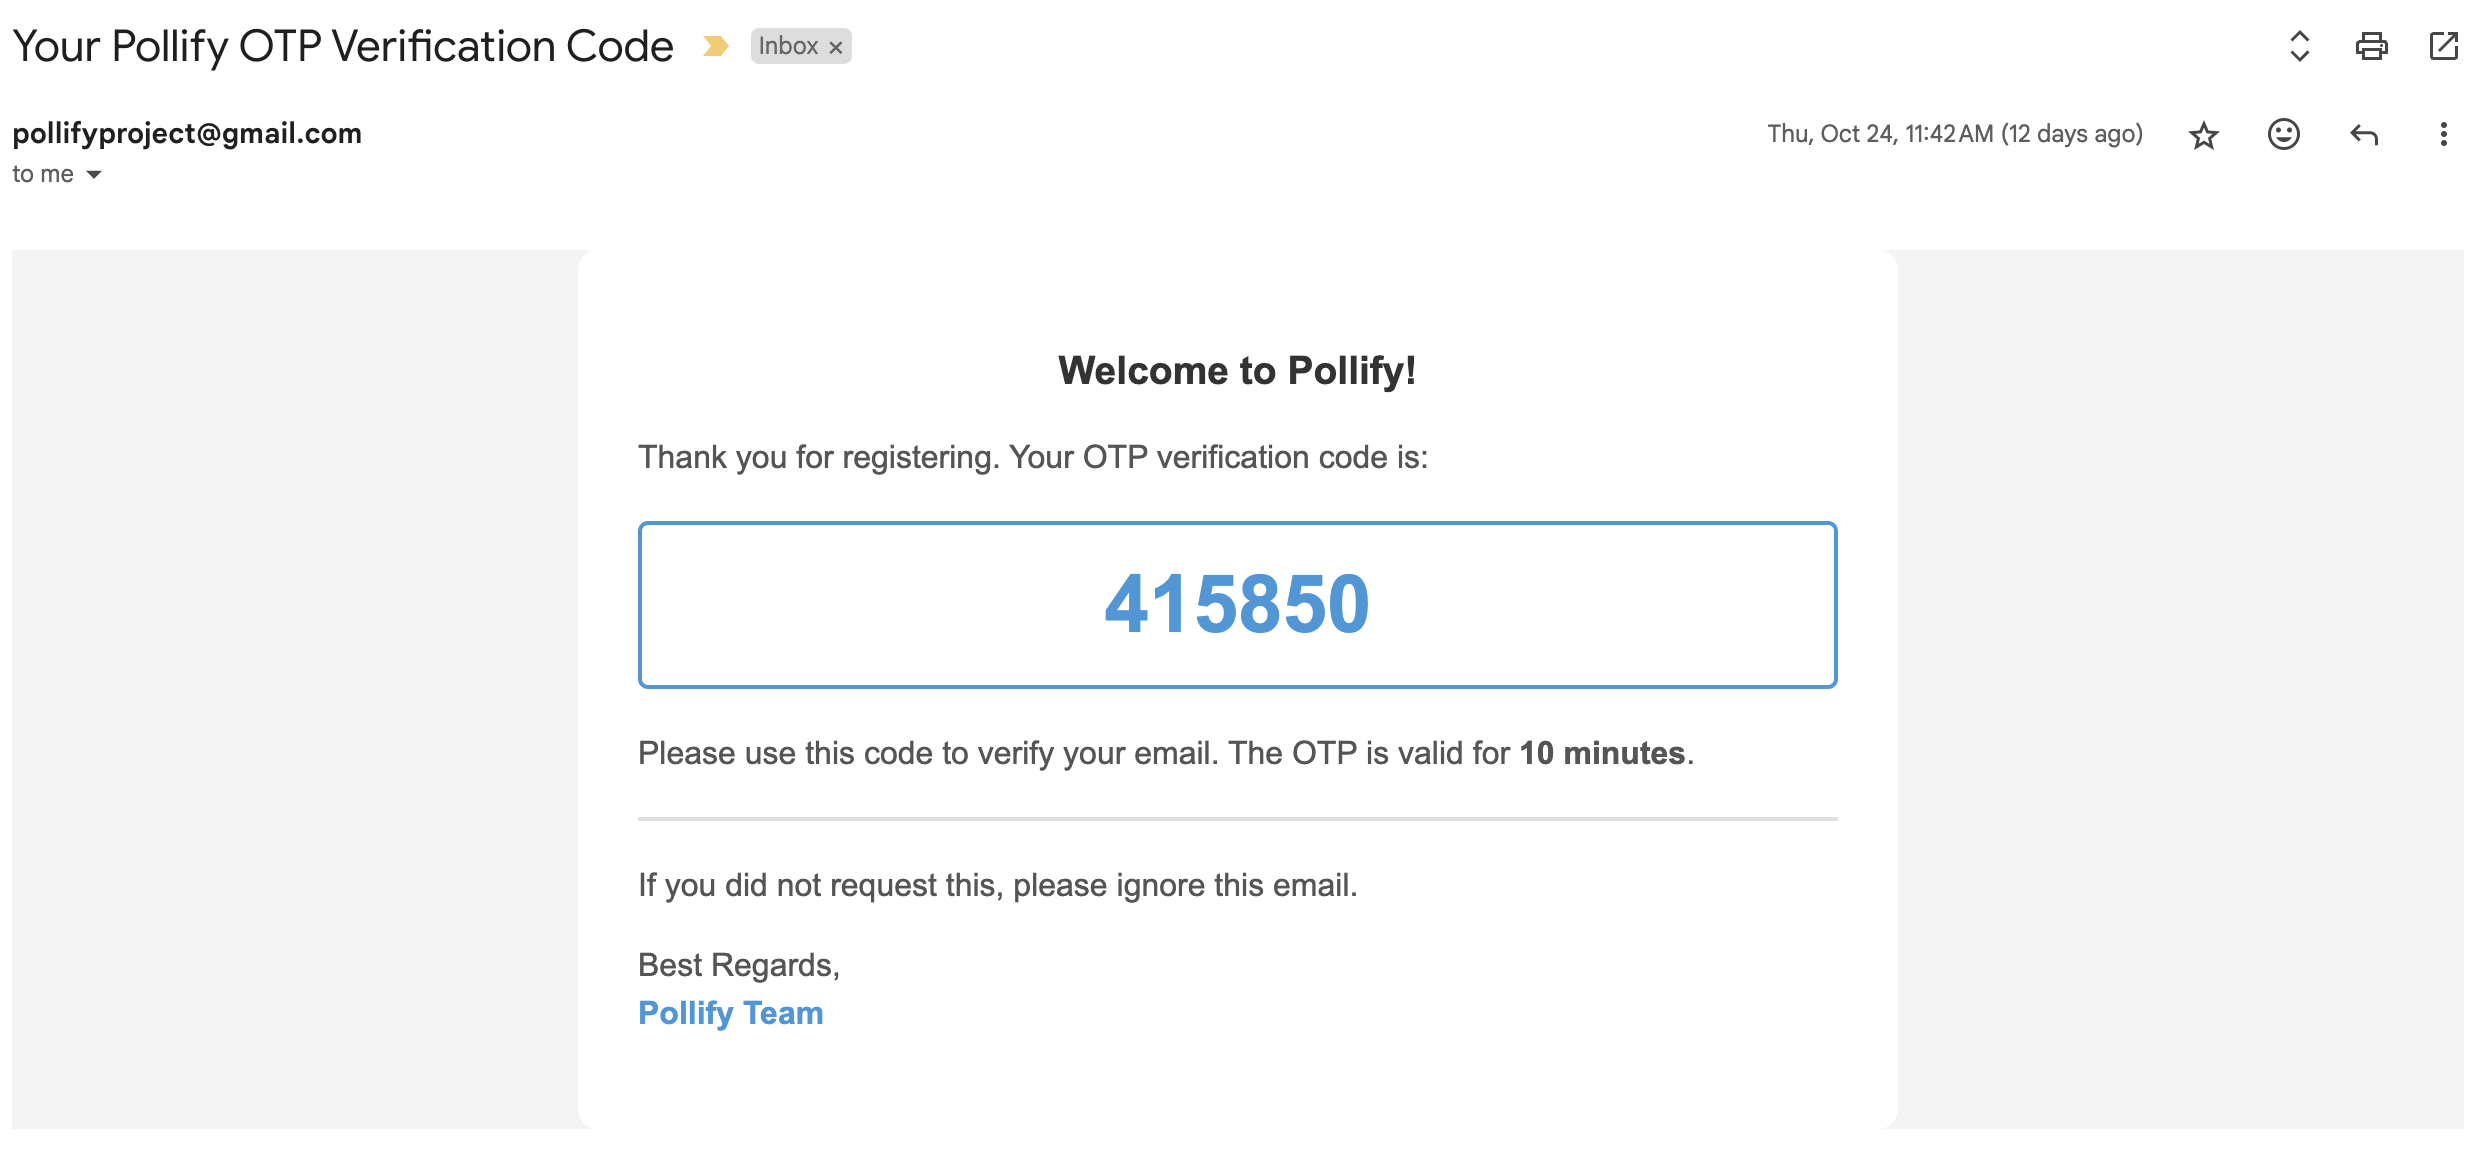 Your Pollify OTP Verification Code Inbox ×
pollifyproject@gmail.com Thu, Oct 24, 11:42 AM (12 days ago)
to me
Welcome to Pollify!
Thank you for registering. Your OTP verification code is:
415850
Please use this code to verify your email. The OTP is valid for 10 minutes.
If you did not request this, please ignore this email.
Best Regards,
Pollify Team